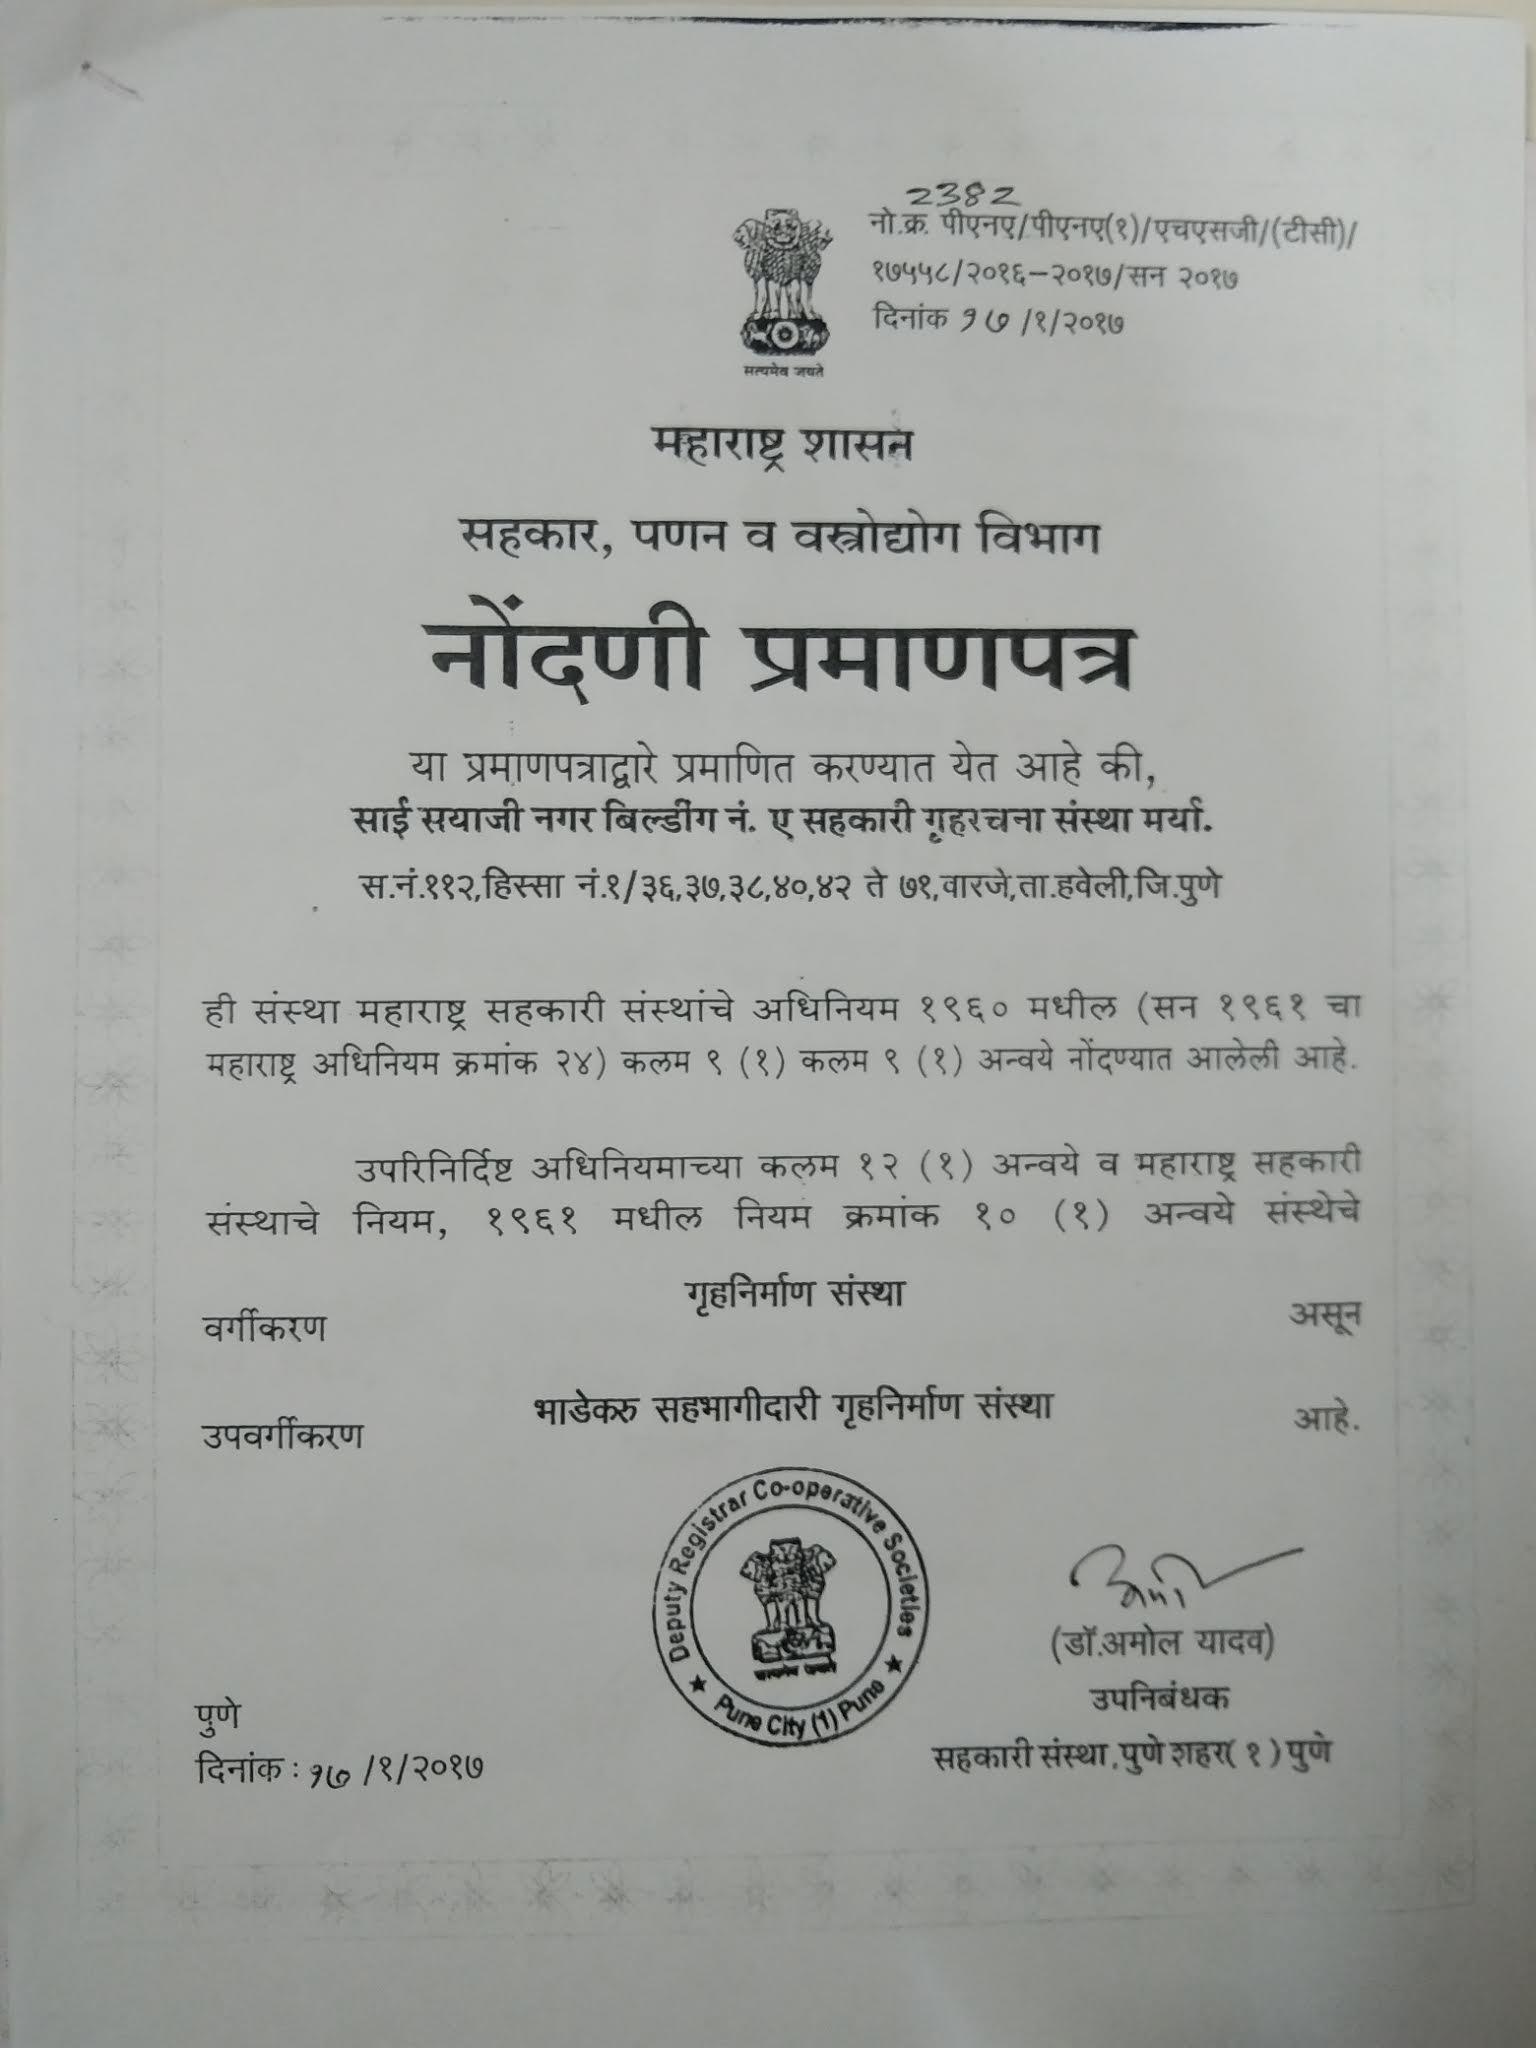 2382
नो.क्र. पीएनए/पीएनए(१)/एचएसजी/(टीसी)/
१७५५८/२०१६-२०१७/सन २०१७
दिनांक १७ /१/२०१७
सत्यमेव जयते
महाराष्ट्र शासन
सहकार, पणन व वस्त्रोद्योग विभाग
नोंदणी प्रमाणपत्र
या प्रमाणपत्राद्वारे प्रमाणित करण्यात येत आहे की,
साई सयाजी नगर बिल्डींग नं. ए सहकारी गृहरचना संस्था मर्या.
स.नं.११२,हिस्सा नं.१/३६,३७,३८,४०,४२ ते ७१,वारजे,ता.हवेली,जि.पुणे
ही संस्था महाराष्ट्र सहकारी संस्थांचे अधिनियम १९६० मधील (सन १९६१ चा
महाराष्ट्र अधिनियम क्रमांक २४) कलम ९ (१) कलम ९ (१) अन्वये नोंदण्यात आलेली आहे.
उपरिनिर्दिष्ट अधिनियमाच्या कलम १२ (१) अन्वये व महाराष्ट्र सहकारी
संस्थाचे नियम, १९६१ मधील नियम क्रमांक १० (१) अन्वये संस्थेचे
वर्गीकरण गृहनिर्माण संस्था असून
उपवर्गीकरण भाडेकरु सहभागीदारी गृहनिर्माण संस्था आहे.
Deputy Registrar Co-operative Societies
★ Pune City (1) Pune ★
(डॉ.अमोल यादव)
उपनिबंधक
सहकारी संस्था,पुणे शहर( १ ) पुणे
पुणे
दिनांक : १७ /१/२०१७